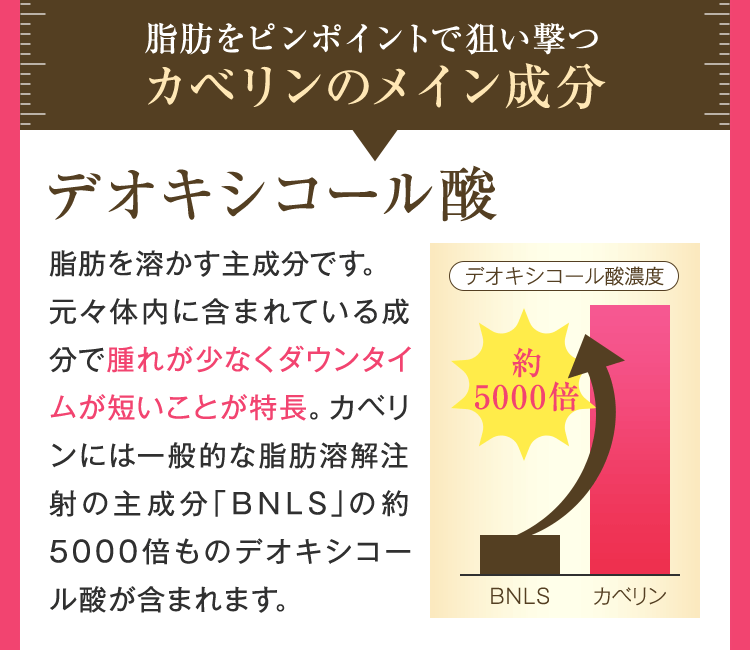 脂肪をピンポイントで狙い撃つ
カベリンのメイン成分
デオキシコール酸
脂肪を溶かす主成分です。
元々体内に含まれている成
分で腫れが少なくダウンタイ
ムが短いことが特長。カベリ
ンには一般的な脂肪溶解注
射の主成分「BNLS」の約
5000倍ものデオキシコー
ル酸が含まれます。
デオキシコール酸濃度
約
5000倍
BNLS
カベリン